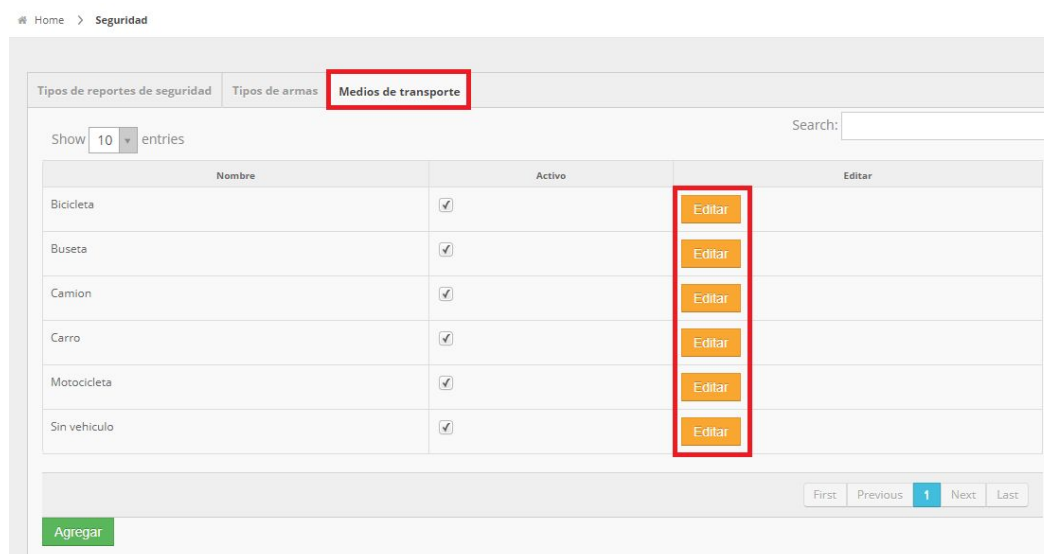 Home > Seguridad
Tipos de reportes de seguridad Tipos de armas Medios de transporte
Show 10 entries Search:
Nombre Activo Editar
Bicicleta Editar
Buseta Editar
Camion Editar
Carro Editar
Motocicleta Editar
Sin vehiculo Editar
First Previous 1 Next Last
Agregar